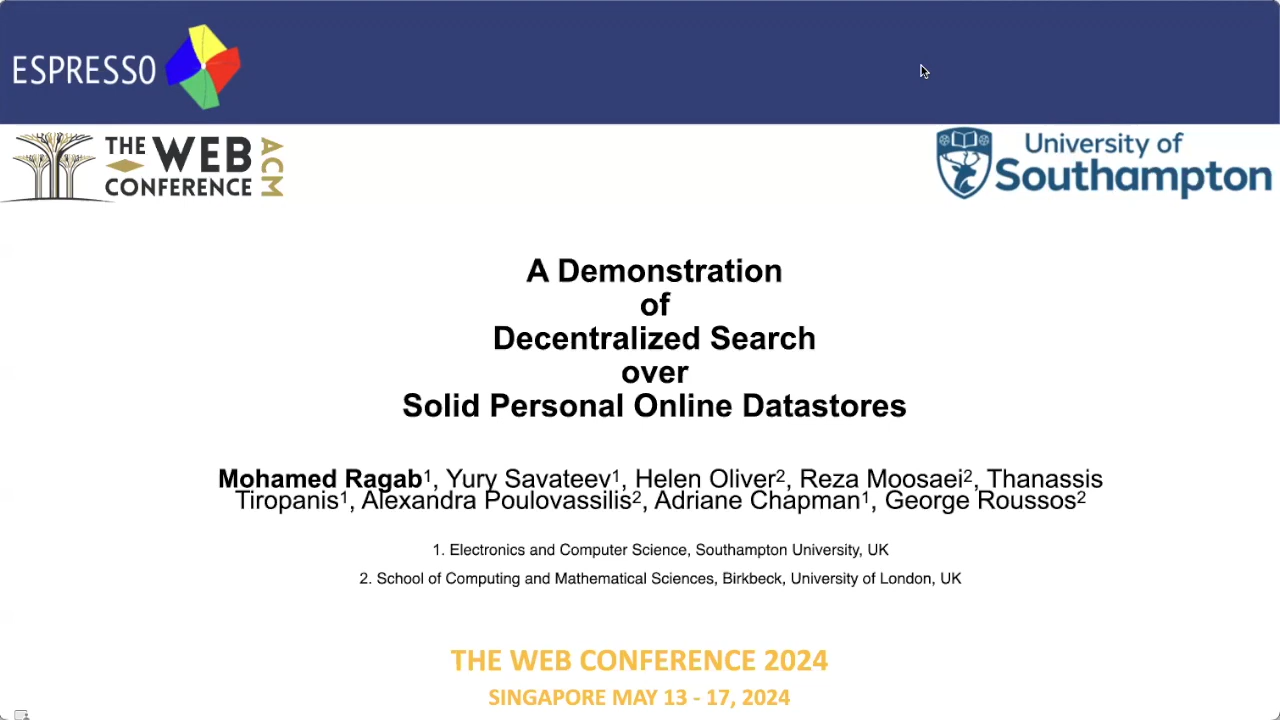 ESPRESSO
THE WEB
CONFERENCE
ACM
University of
Southampton
A Demonstration
of
Decentralized Search
over
Solid Personal Online Datastores
Mohamed Ragab1, Yury Savateev1, Helen Oliver2, Reza Moosaei2, Thanassis
Tiropanis1, Alexandra Poulovassilis2, Adriane Chapman1, George Roussos2
1. Electronics and Computer Science, Southampton University, UK
2. School of Computing and Mathematical Sciences, Birkbeck, University of London, UK
THE WEB CONFERENCE 2024
SINGAPORE MAY 13 - 17, 2024